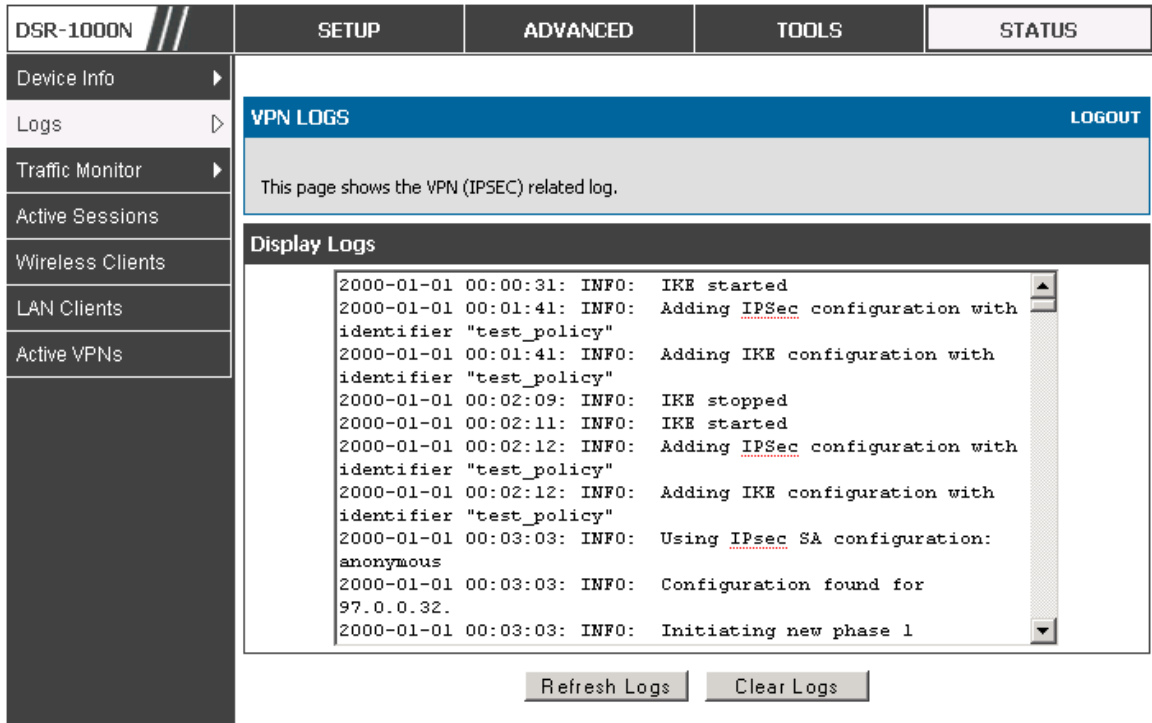 DSR-1000N
SETUP
ADVANCED
TOOLS
STATUS
Device Info
Logs
Traffic Monitor
Active Sessions
Wireless Clients
LAN Clients
Active VPNs
VPN LOGS
LOGOUT
This page shows the VPN (IPSEC) related log.
Display Logs
2000-01-01 00:00:31: INFO: IKE started
2000-01-01 00:01:41: INFO: Adding IPSec configuration with
identifier "test_policy"
2000-01-01 00:01:41: INFO: Adding IKE configuration with
identifier "test_policy"
2000-01-01 00:02:09: INFO: IKE stopped
2000-01-01 00:02:11: INFO: IKE started
2000-01-01 00:02:12: INFO: Adding IPSec configuration with
identifier "test_policy"
2000-01-01 00:02:12: INFO: Adding IKE configuration with
identifier "test_policy"
2000-01-01 00:03:03: INFO: Using IPsec SA configuration:
anonymous
2000-01-01 00:03:03: INFO: Configuration found for
97.0.0.32.
2000-01-01 00:03:03: INFO: Initiating new phase 1
Refresh Logs
Clear Logs